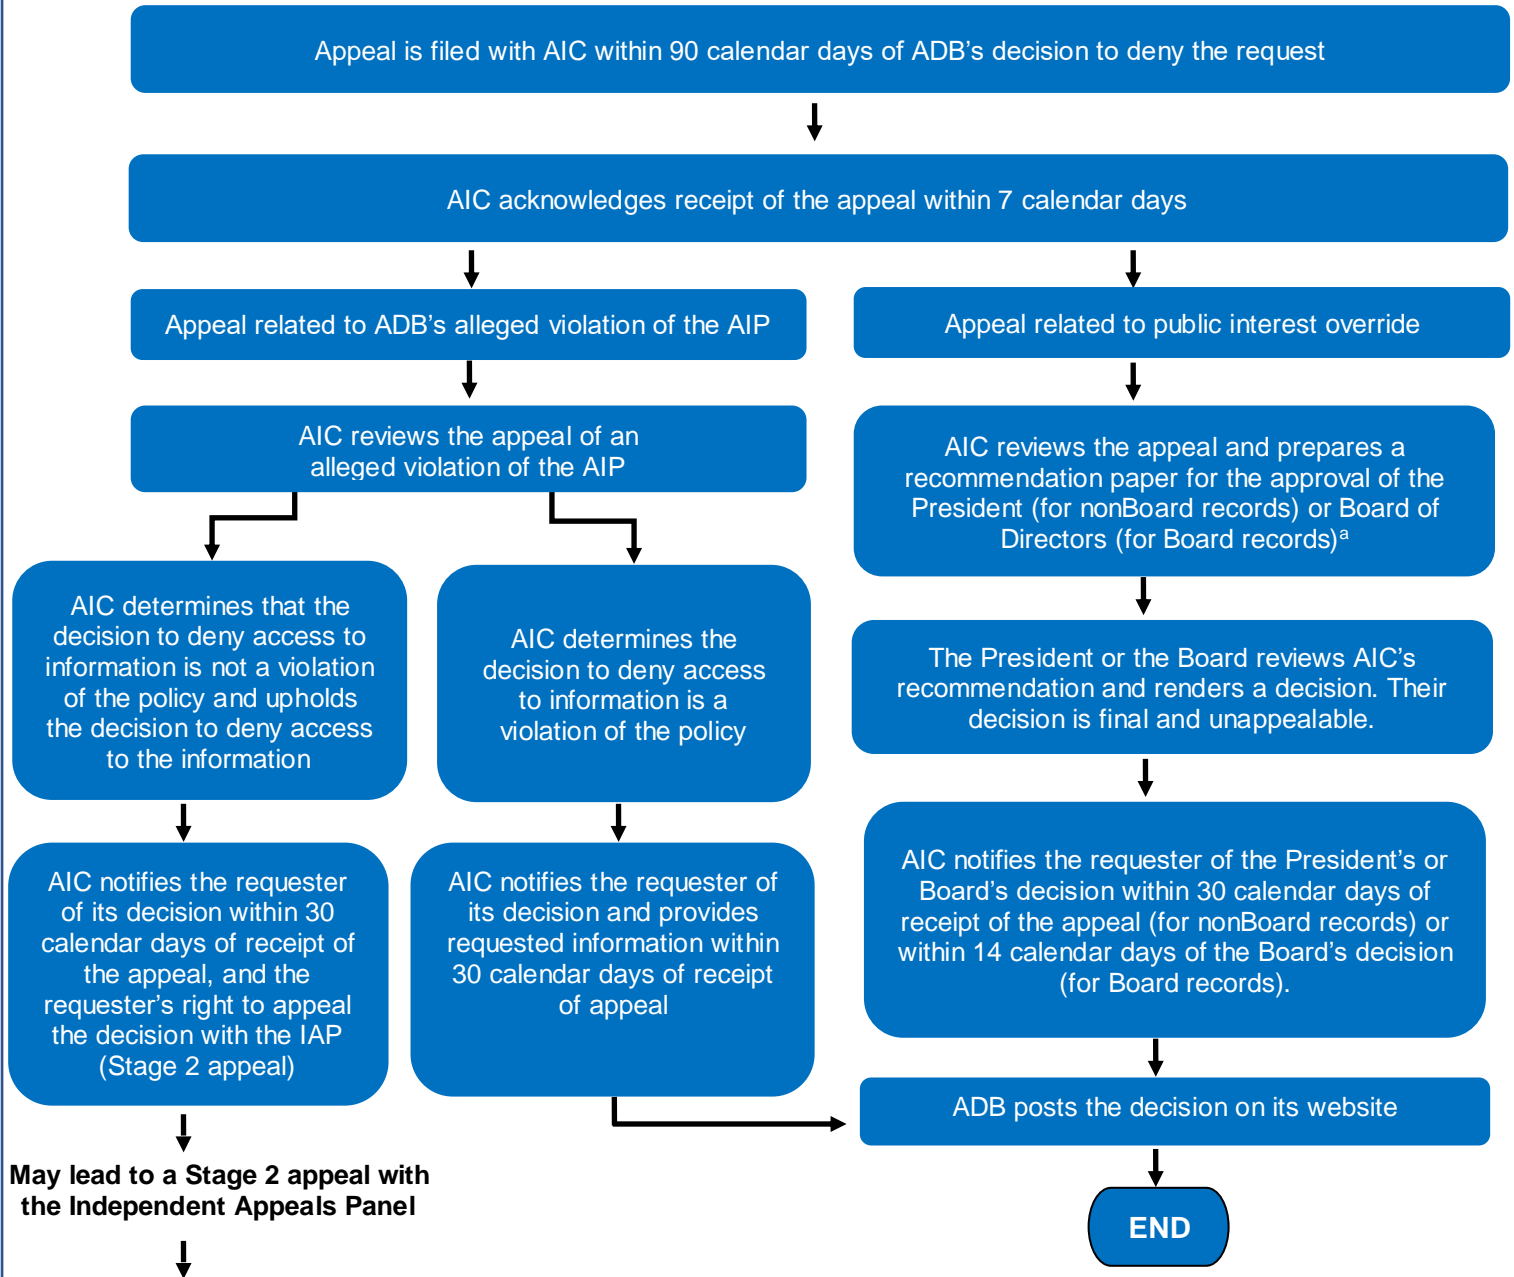 Appeal is filed with AIC within 90 calendar days of ADB’s decision to deny the request
AIC acknowledges receipt of the appeal within 7 calendar days
Appeal related to ADB’s alleged violation of the AIP
Appeal related to public interest override
AIC reviews the appeal of an
alleged violation of the AIP
AIC reviews the appeal and prepares a
recommendation paper for the approval of the
President (for nonBoard records) or Board of
Directors (for Board records)ᵃ
AIC determines that the
decision to deny access to
information is not a violation
of the policy and upholds
the decision to deny access
to the information
AIC determines the
decision to deny access
to information is a
violation of the policy
The President or the Board reviews AIC’s
recommendation and renders a decision. Their
decision is final and unappealable.
AIC notifies the requester
of its decision within 30
calendar days of receipt of
the appeal, and the
requester’s right to appeal
the decision with the IAP
(Stage 2 appeal)
AIC notifies the requester of
its decision and provides
requested information within
30 calendar days of receipt
of appeal
AIC notifies the requester of the President’s or
Board’s decision within 30 calendar days of
receipt of the appeal (for nonBoard records) or
within 14 calendar days of the Board’s decision
(for Board records).
ADB posts the decision on its website
May lead to a Stage 2 appeal with
the Independent Appeals Panel
END